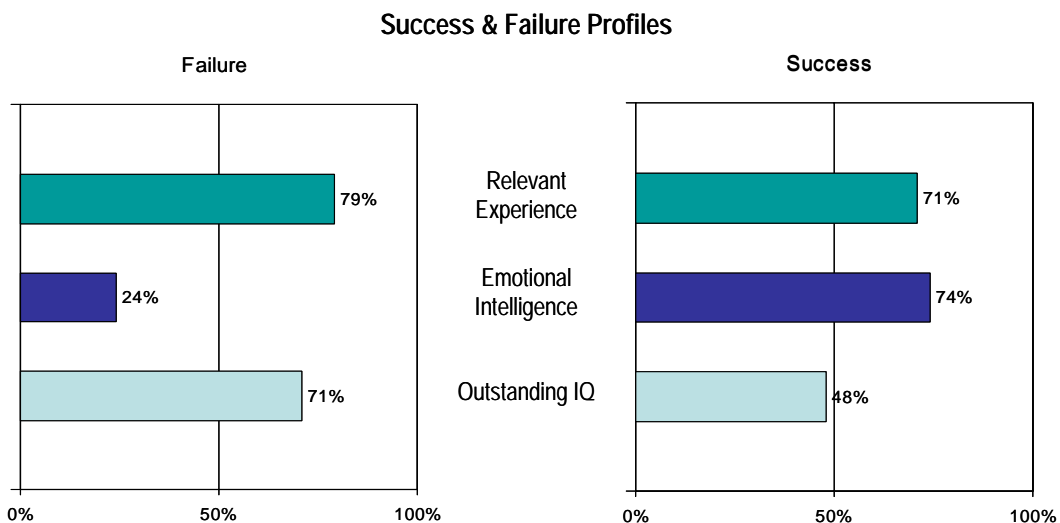 Success & Failure Profiles
Failure
Success
79%
Relevant
Experience
71%
24%
Emotional
Intelligence
74%
71%
Outstanding IQ
48%
0%
50%
100%
0%
50%
100%